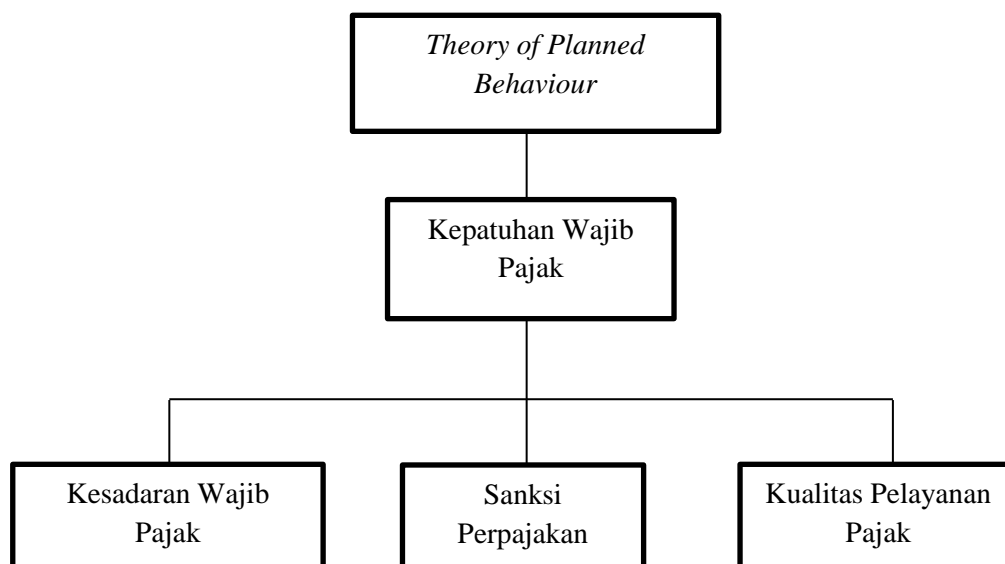 Theory of Planned
Behaviour
Kepatuhan Wajib
Pajak
Kesadaran Wajib
Pajak
Sanksi
Perpajakan
Kualitas Pelayanan
Pajak